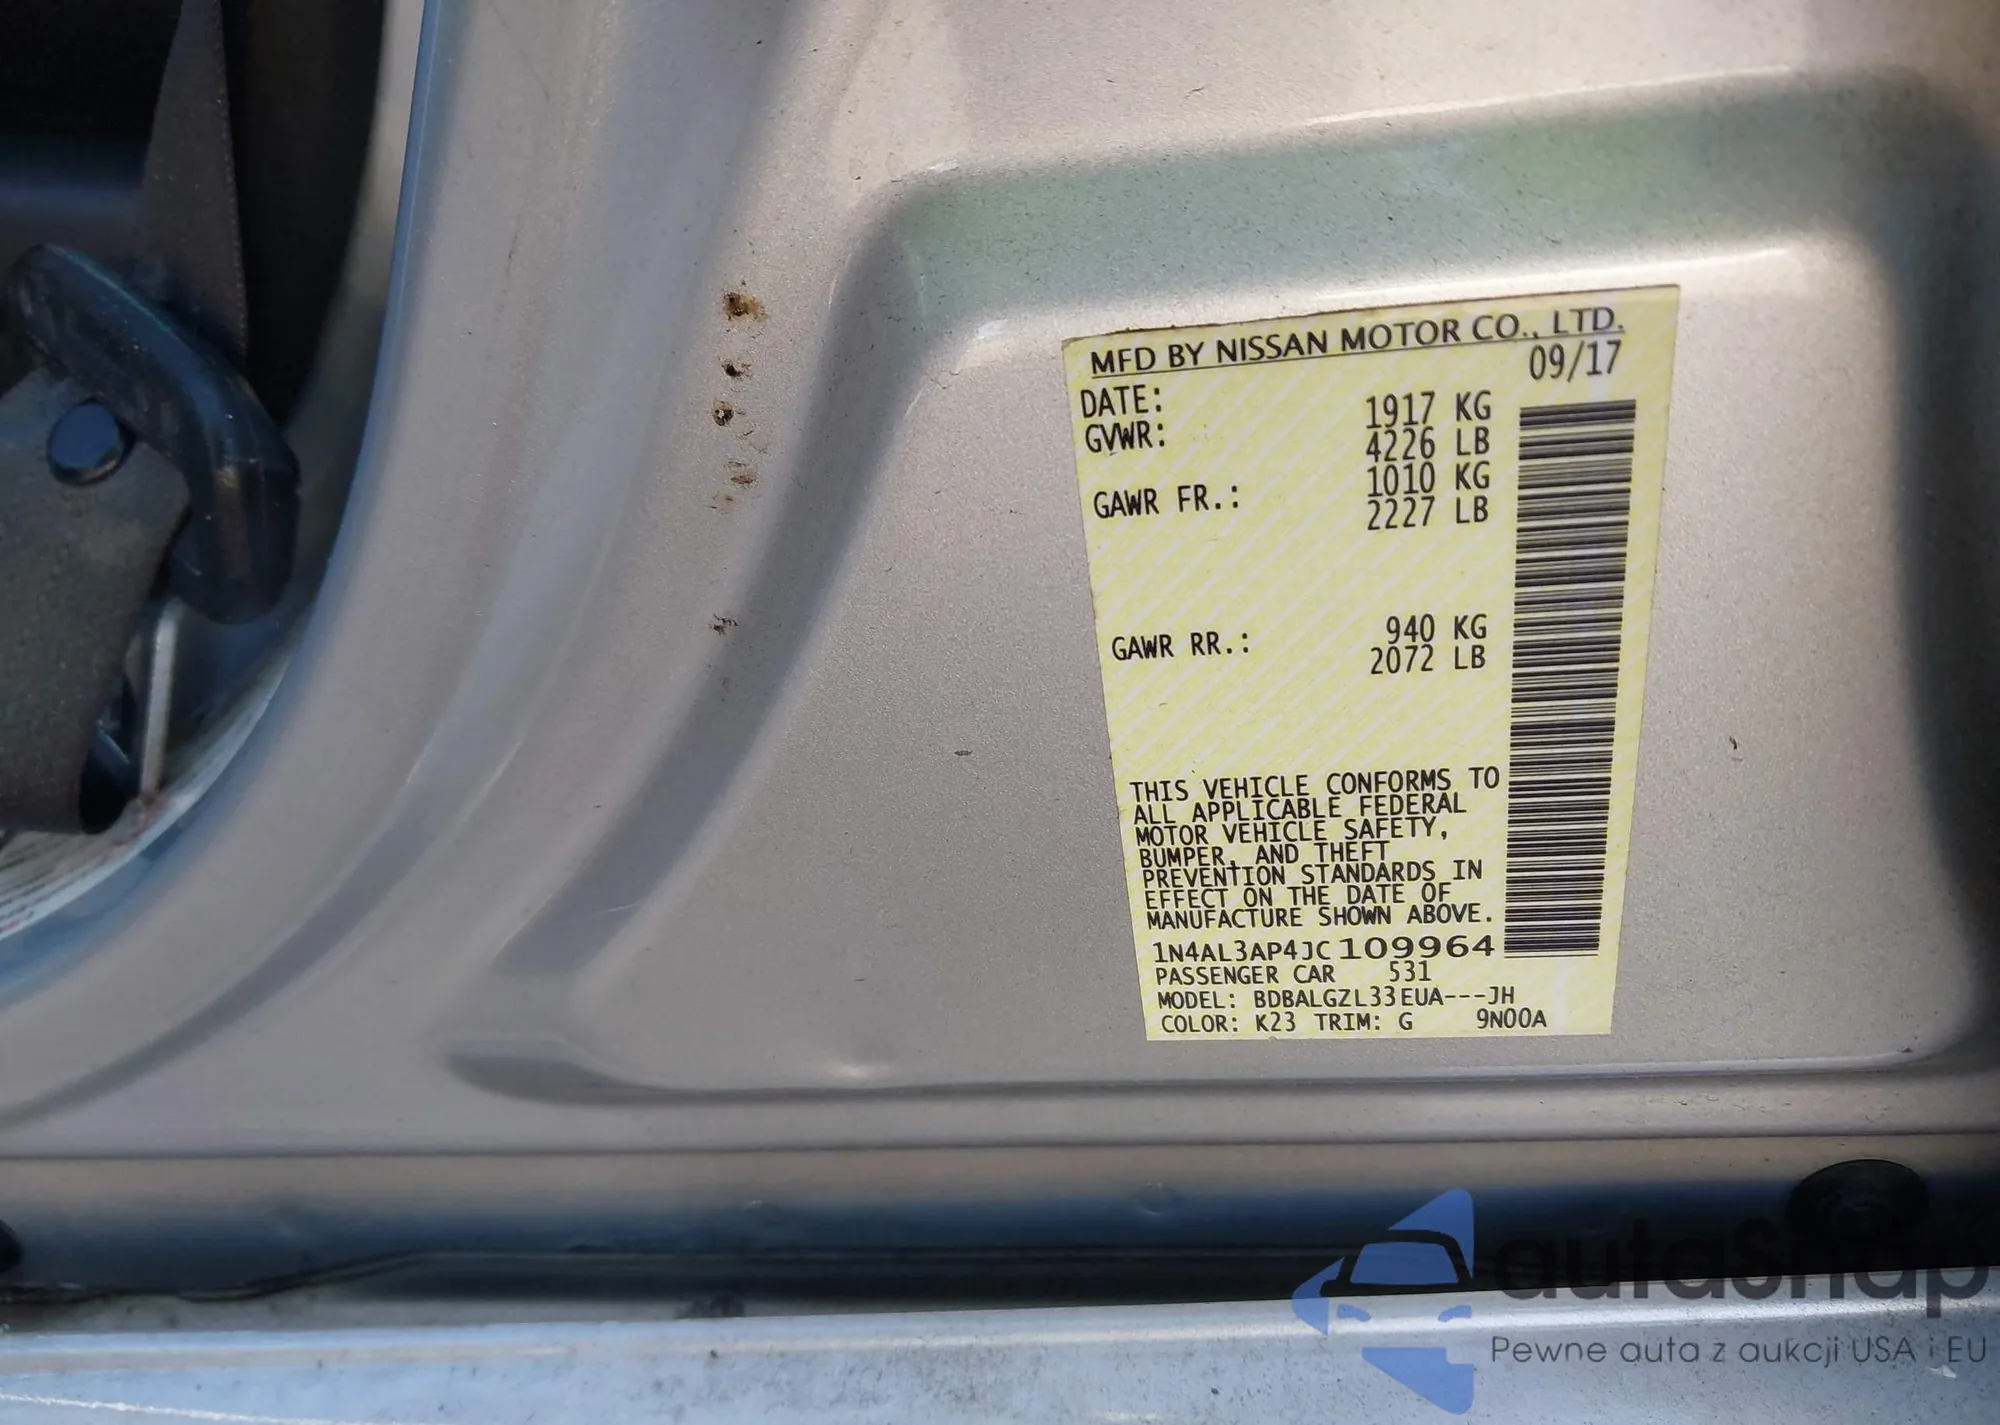 MFD BY NISSAN MOTOR CO., LTD.
DATE: 09/17
GVWR: 1917 KG
4226 LB
GAWR FR.: 1010 KG
2227 LB
GAWR RR.: 940 KG
2072 LB
THIS VEHICLE CONFORMS TO
ALL APPLICABLE FEDERAL
MOTOR VEHICLE SAFETY,
BUMPER, AND THEFT
PREVENTION STANDARDS IN
EFFECT ON THE DATE OF
MANUFACTURE SHOWN ABOVE.
1N4AL3AP4JC109964
PASSENGER CAR 531
MODEL: BDBALGZL33EUA---JH
COLOR: K23 TRIM: G 9N00A
autaSnap
Pewne auta z aukcji USA i EU